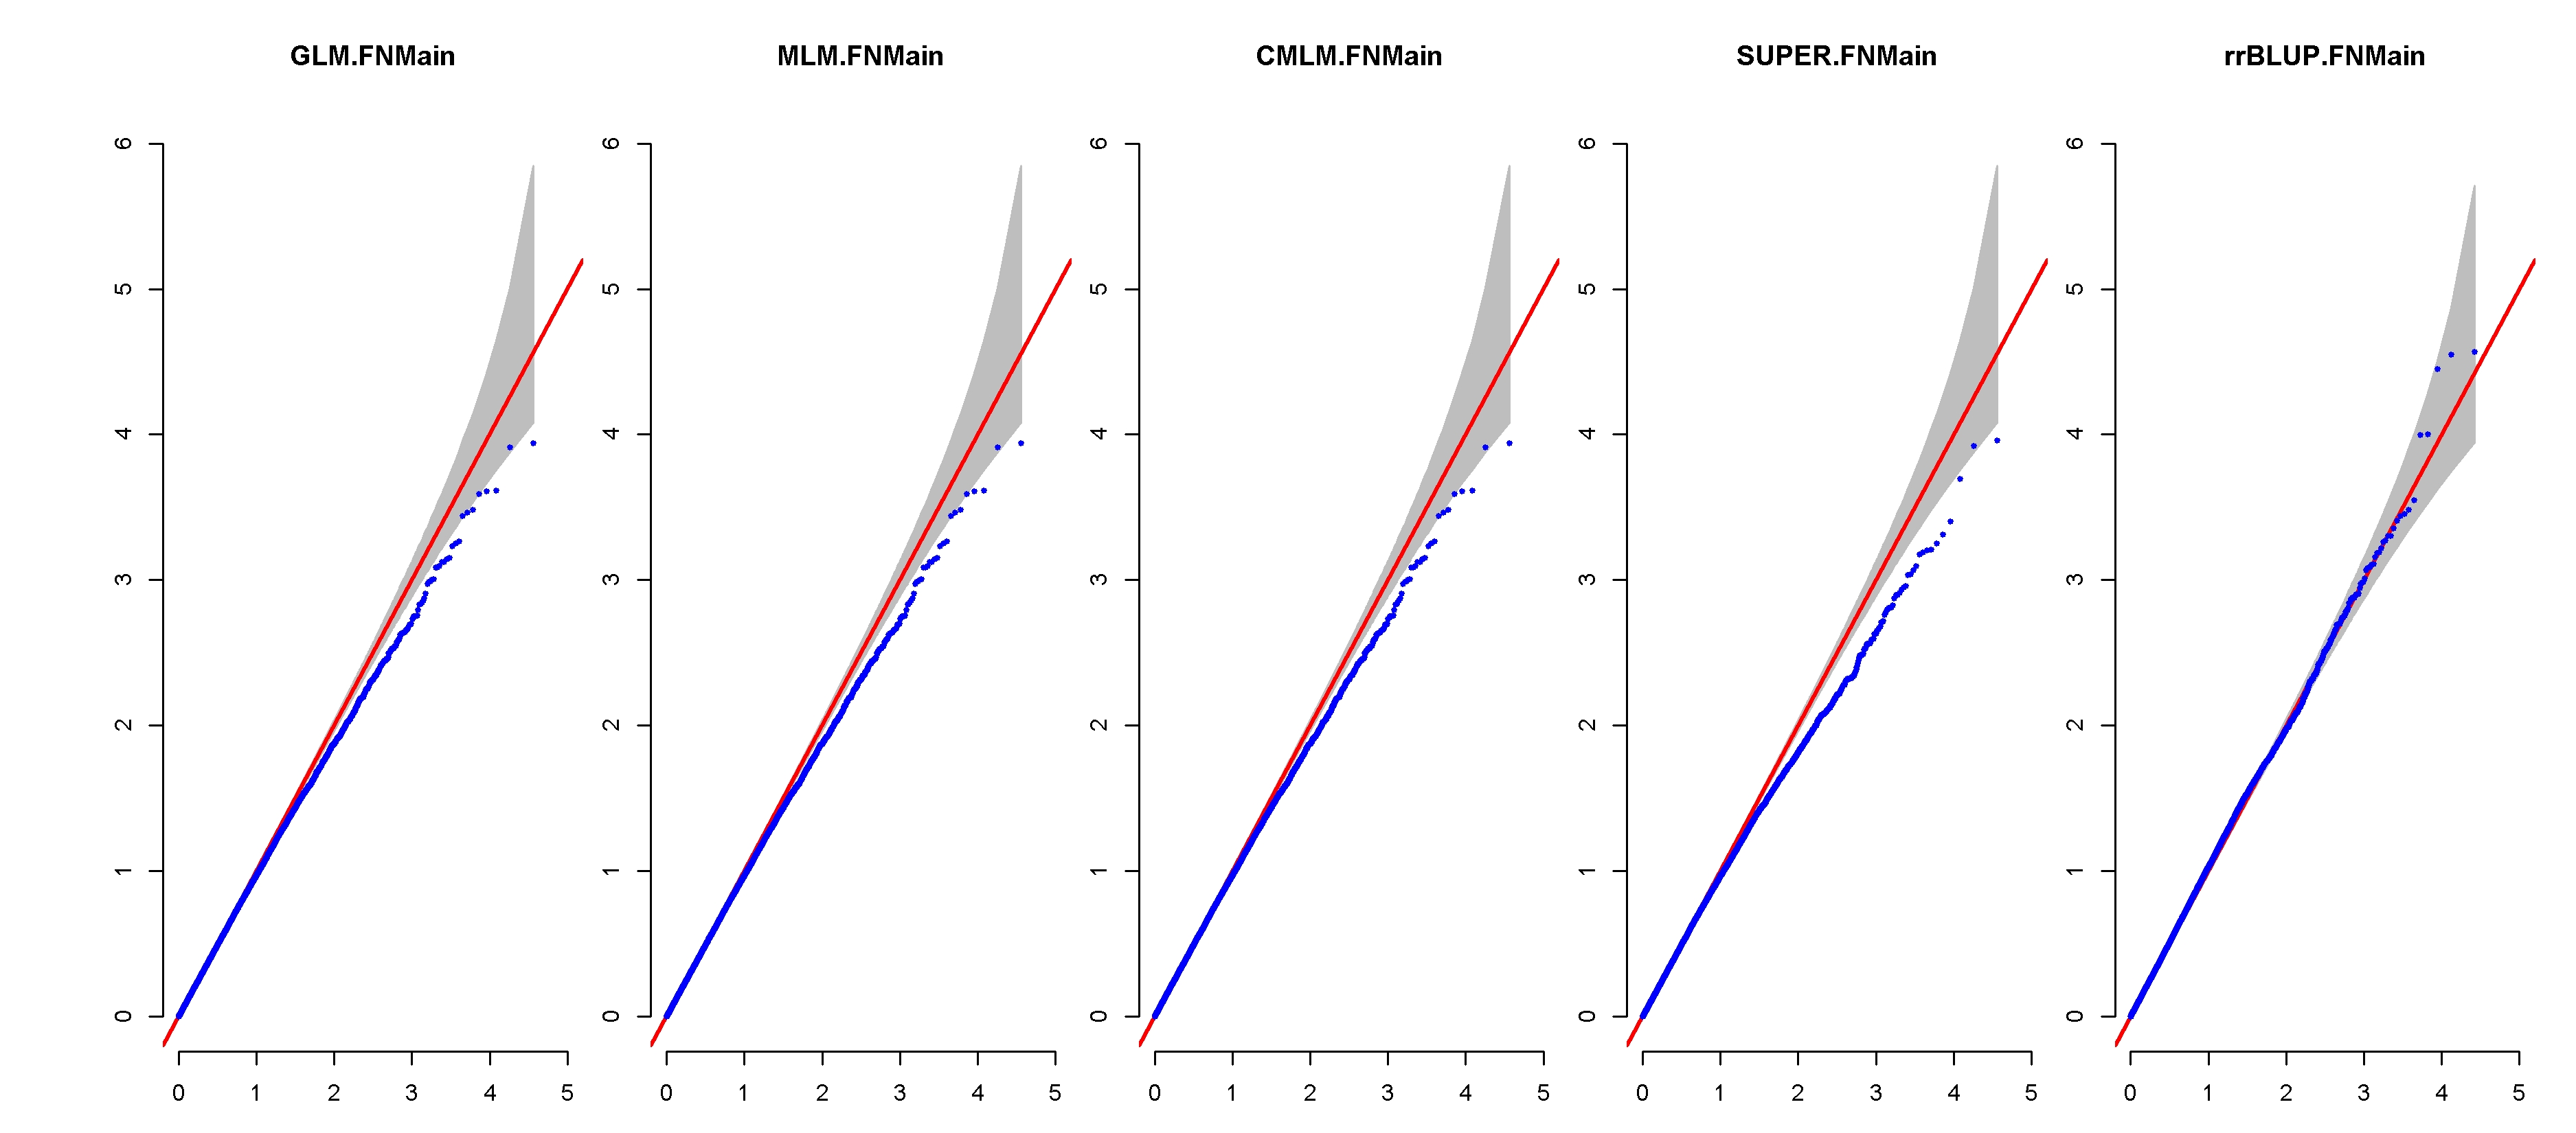 GLM.FNMain MLM.FNMain CMLM.FNMain SUPER.FNMain rrBLUP.FNMain
6 6 6 6 6
5 5 5 5 5
4 4 4 4 4
3 3 3 3 3
2 2 2 2 2
1 1 1 1 1
0 0 0 0 0
0 1 2 3 4 5 0 1 2 3 4 5 0 1 2 3 4 5 0 1 2 3 4 5 0 1 2 3 4 5